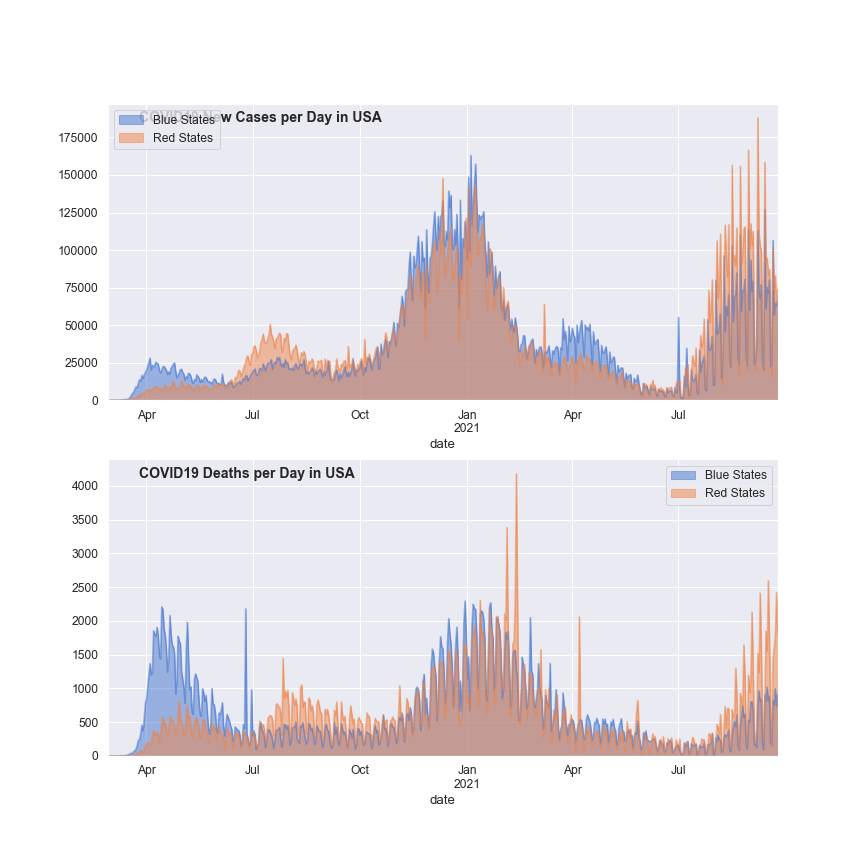 COVID19 New Cases per Day in USA
Blue States
Red States
175000
150000
125000
100000
75000
50000
25000
0
Apr
Jul
Oct
Jan
2021
Apr
Jul
date
COVID19 Deaths per Day in USA
Blue States
Red States
4000
3500
3000
2500
2000
1500
1000
500
0
Apr
Jul
Oct
Jan
2021
Apr
Jul
date